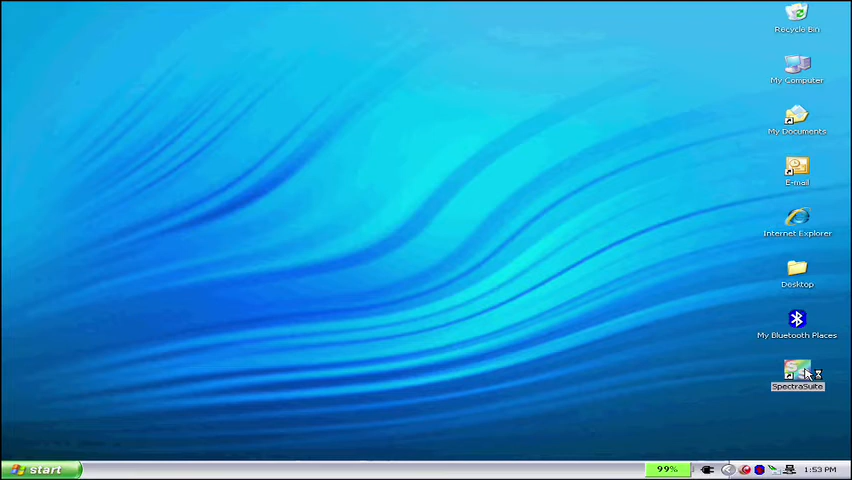 Recycle Bin
My Computer
My Documents
E-mail
Internet Explorer
Desktop
My Bluetooth Places
SpectraSuite
start
99%
1:53 PM